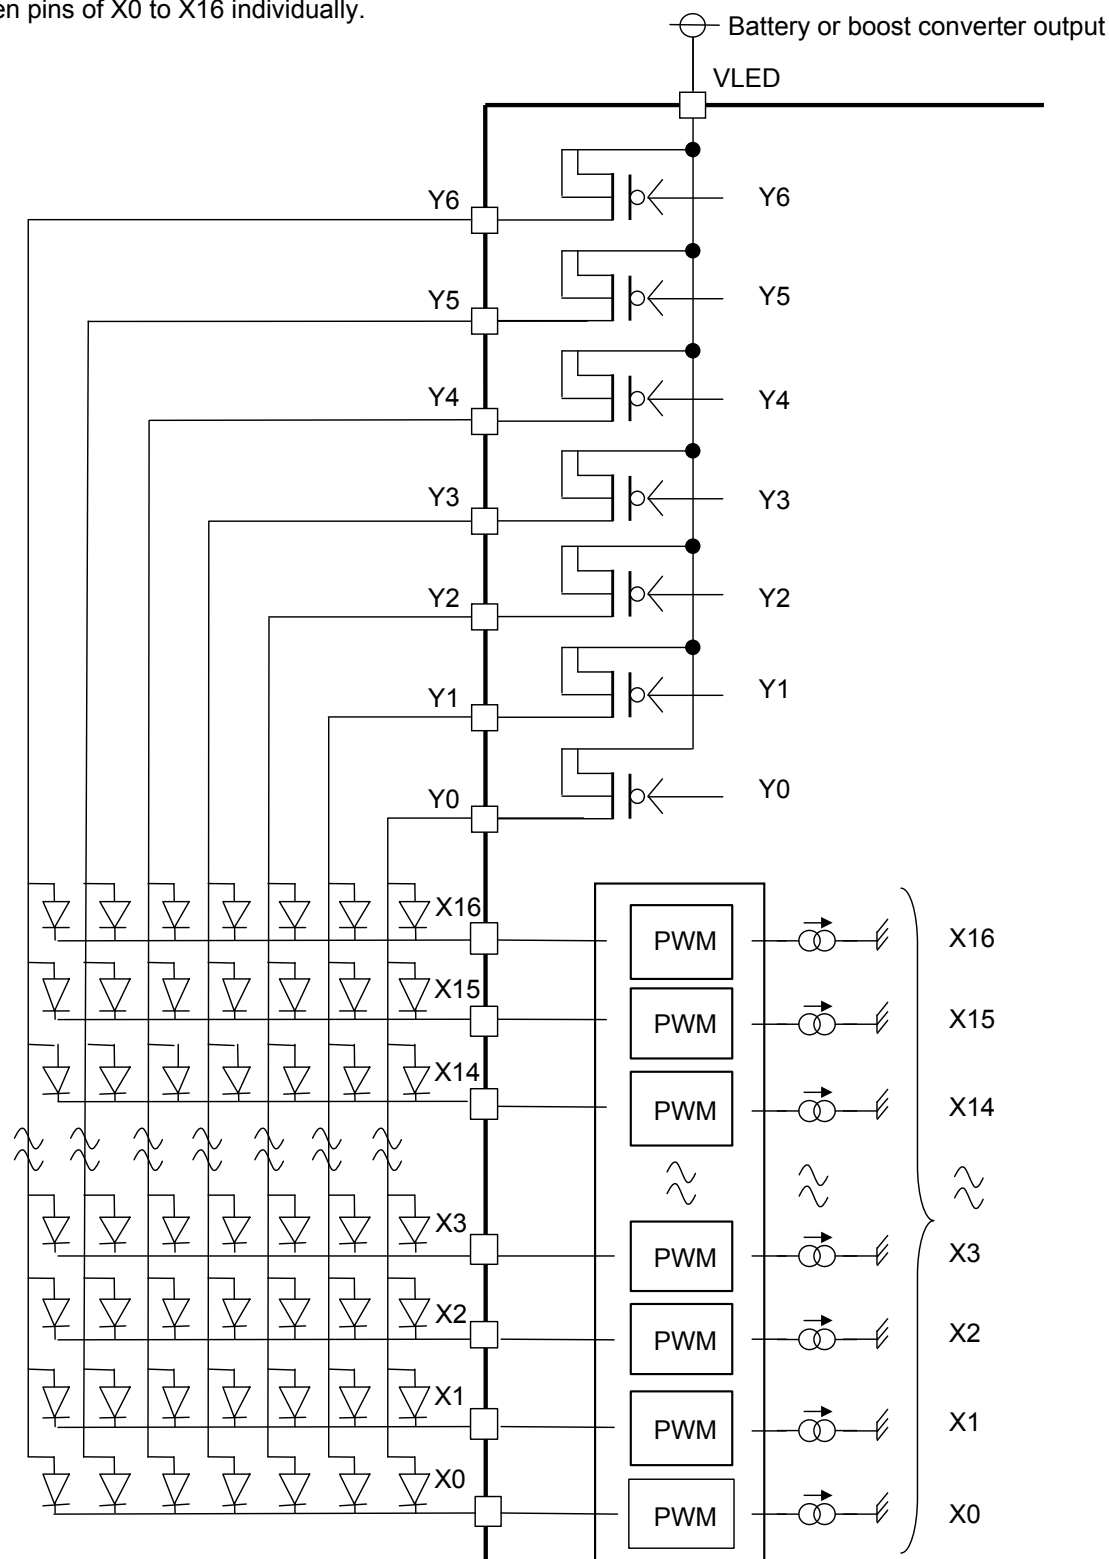 en pins of X0 to X16 individually.
Battery or boost converter output
VLED
Y6 Y6
Y5 Y5
Y4 Y4
Y3 Y3
Y2 Y2
Y1 Y1
Y0 Y0
X16 PWM X16
X15 PWM X15
X14 PWM X14
X3 PWM X3
X2 PWM X2
X1 PWM X1
X0 PWM X0